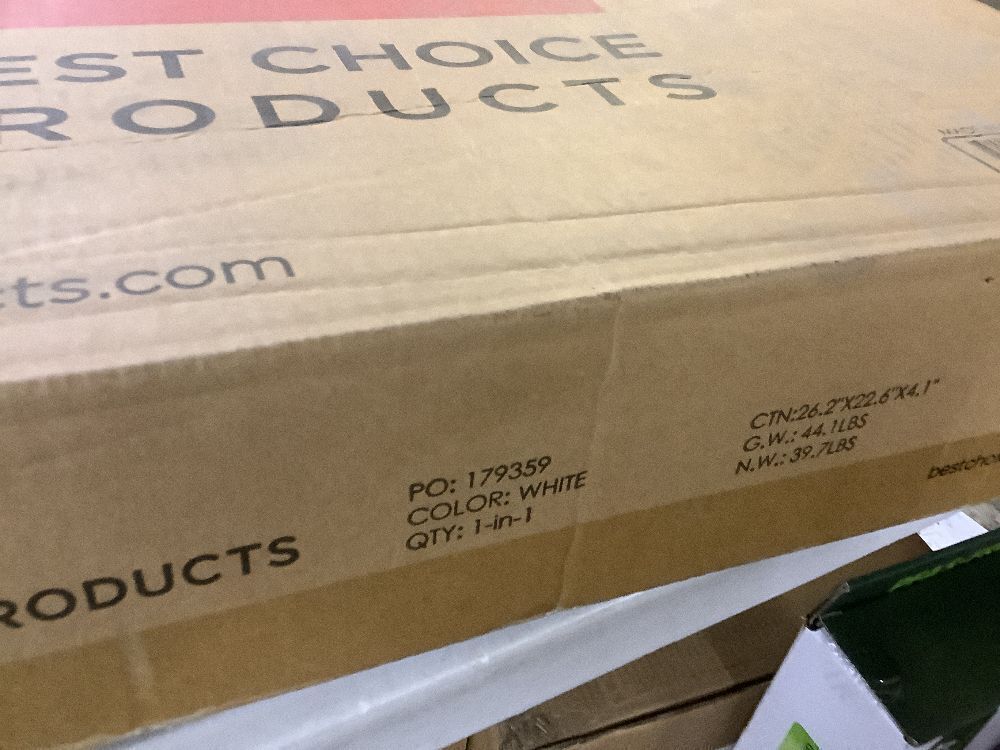 EST CHOICE
RODUCTS
cts.com
RODUCTS
PO: 179359
COLOR: WHITE
QTY: 1-in-1
CTN:26.2"X22.6"X4.1"
G.W.: 44.1LBS
N.W.: 39.7LBS